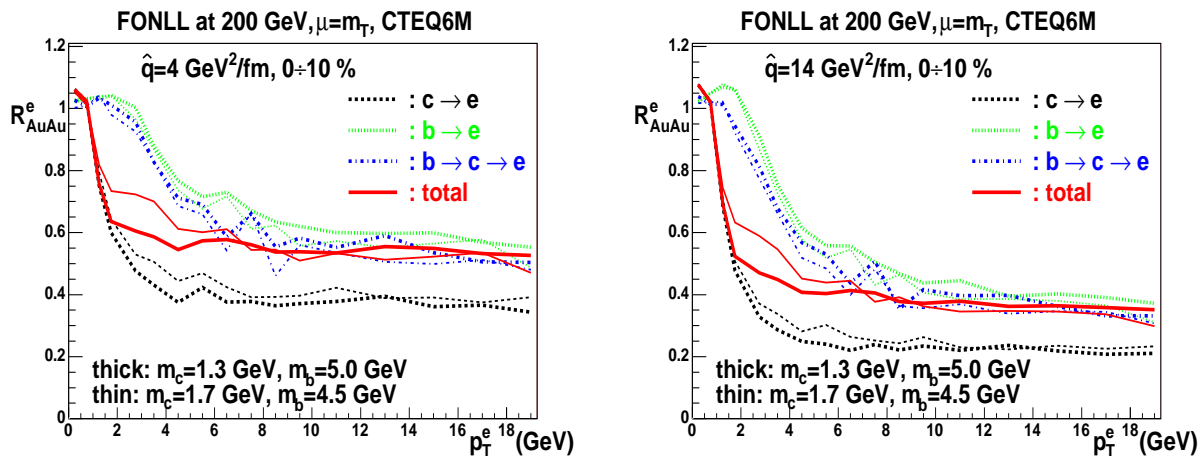 FONLL at 200 GeV, μ=m_T, CTEQ6M
q̂=4 GeV²/fm, 0÷10 %
R^e_AuAu
: c → e
: b → e
: b → c → e
: total
thick: m_c=1.3 GeV, m_b=5.0 GeV
thin: m_c=1.7 GeV, m_b=4.5 GeV
1.2
1
0.8
0.6
0.4
0.2
0
0 2 4 6 8 10 12 14 16 18
p^e_T (GeV)
FONLL at 200 GeV, μ=m_T, CTEQ6M
q̂=14 GeV²/fm, 0÷10 %
R^e_AuAu
: c → e
: b → e
: b → c → e
: total
thick: m_c=1.3 GeV, m_b=5.0 GeV
thin: m_c=1.7 GeV, m_b=4.5 GeV
1.2
1
0.8
0.6
0.4
0.2
0
0 2 4 6 8 10 12 14 16 18
p^e_T (GeV)